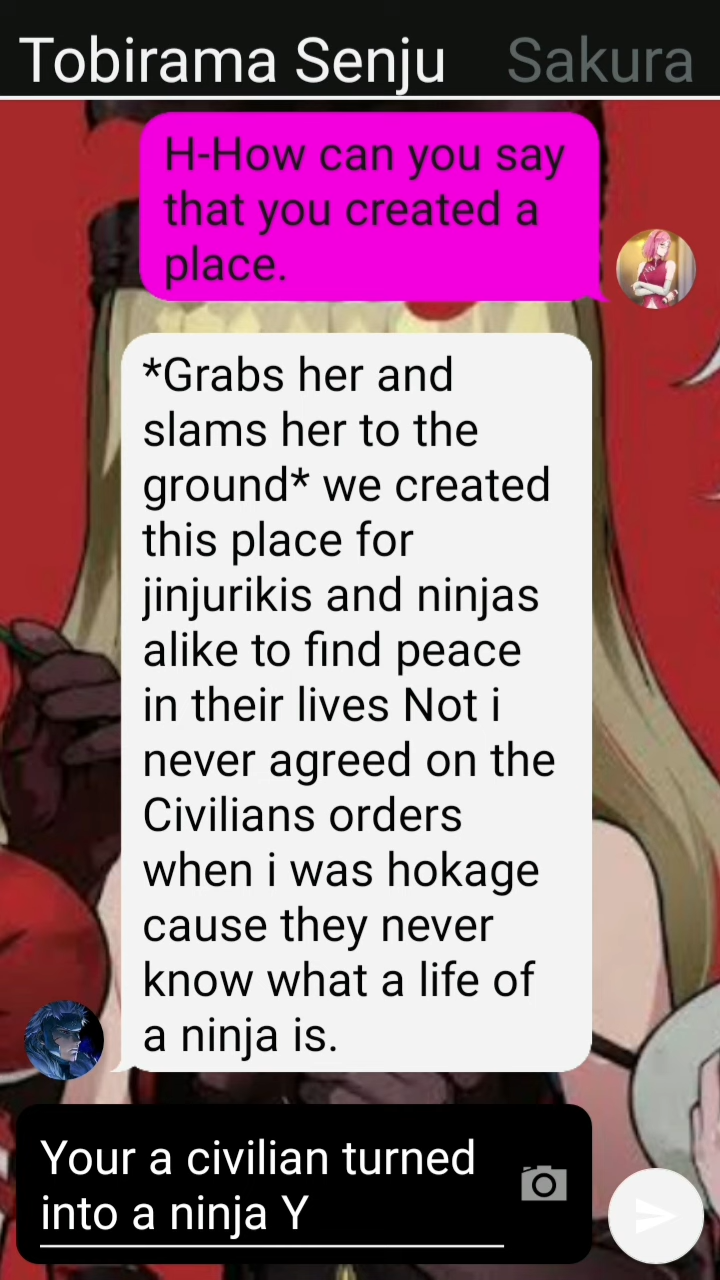 Tobirama Senju Sakura
H-How can you say
that you created a
place.
*Grabs her and
slams her to the
ground* we created
this place for
jinjurikis and ninjas
alike to find peace
in their lives Not i
never agreed on the
Civilians orders
when i was hokage
cause they never
know what a life of
a ninja is.
Your a civilian turned
into a ninja Y